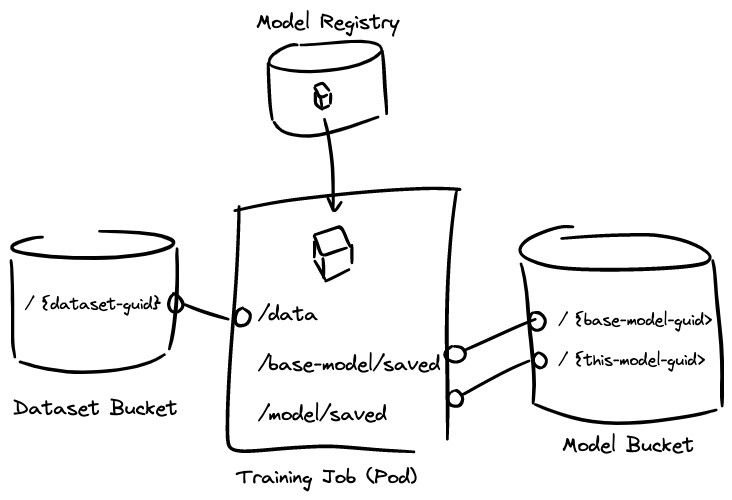 Model Registry
/ {dataset-guid}
/data
/ {base-model-guid>
/base-model/saved
/ {this-model-guid>
/model/saved
Dataset Bucket
Model Bucket
Training Job (Pod)